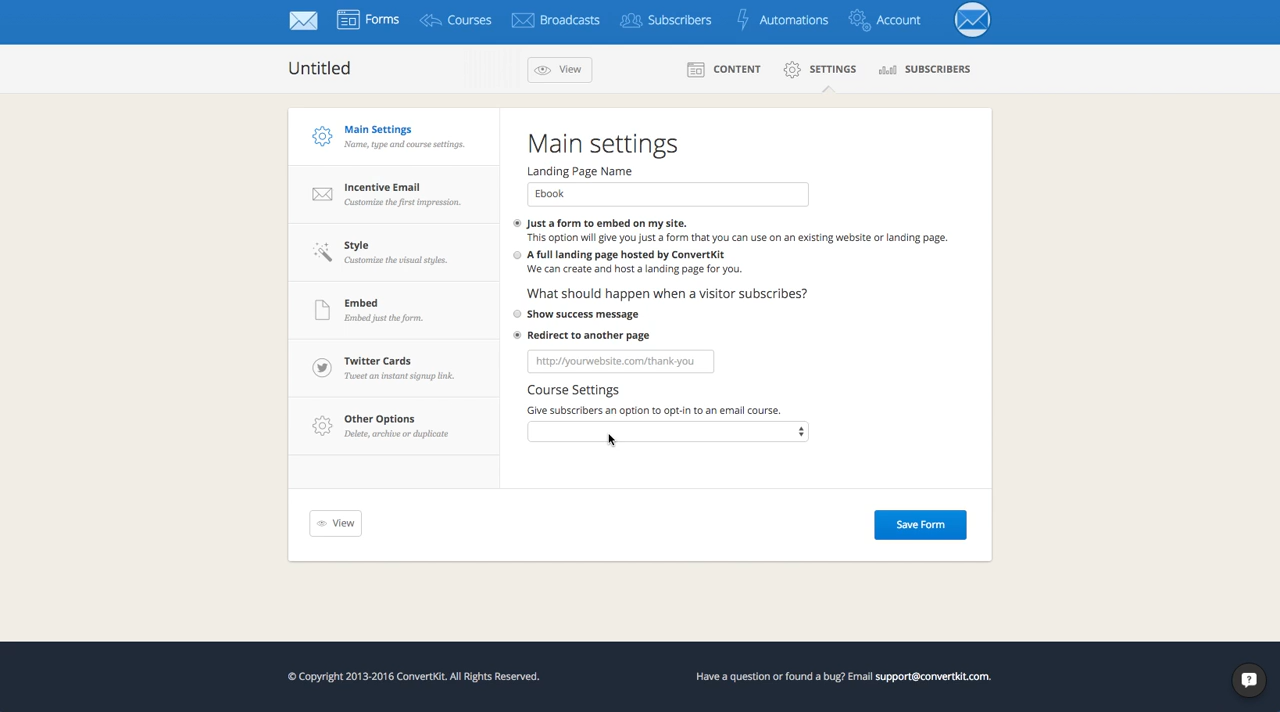 Forms
Courses
Broadcasts
Subscribers
Automations
Account
Untitled
View
CONTENT
SETTINGS
SUBSCRIBERS
Main Settings
Name, type and course settings.
Incentive Email
Customize the first impression.
Style
Customize the visual styles.
Embed
Embed just the form.
Twitter Cards
Tweet an instant signup link.
Other Options
Delete, archive or duplicate
Main settings
Landing Page Name
Ebook
Just a form to embed on my site.
This option will give you just a form that you can use on an existing website or landing page.
A full landing page hosted by ConvertKit
We can create and host a landing page for you.
What should happen when a visitor subscribes?
Show success message
Redirect to another page
http://yourwebsite.com/thank-you
Course Settings
Give subscribers an option to opt-in to an email course.
View
Save Form
© Copyright 2013-2016 ConvertKit. All Rights Reserved.
Have a question or found a bug? Email support@convertkit.com.